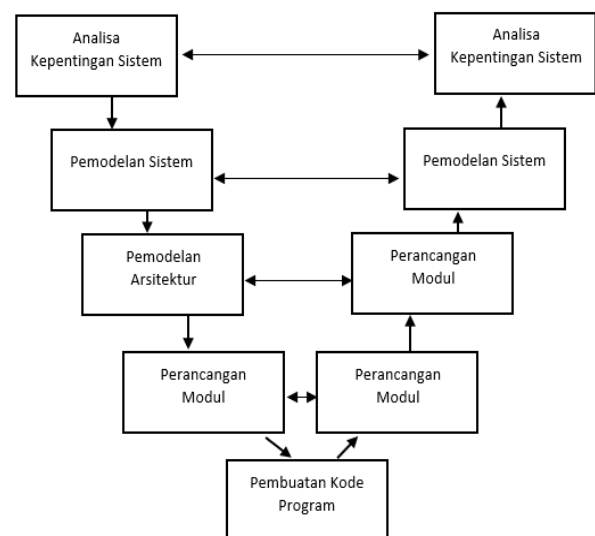 Analisa
Kepentingan Sistem
Analisa
Kepentingan Sistem
Pemodelan Sistem
Pemodelan Sistem
Pemodelan
Arsitektur
Perancangan
Modul
Perancangan
Modul
Perancangan
Modul
Pembuatan Kode
Program